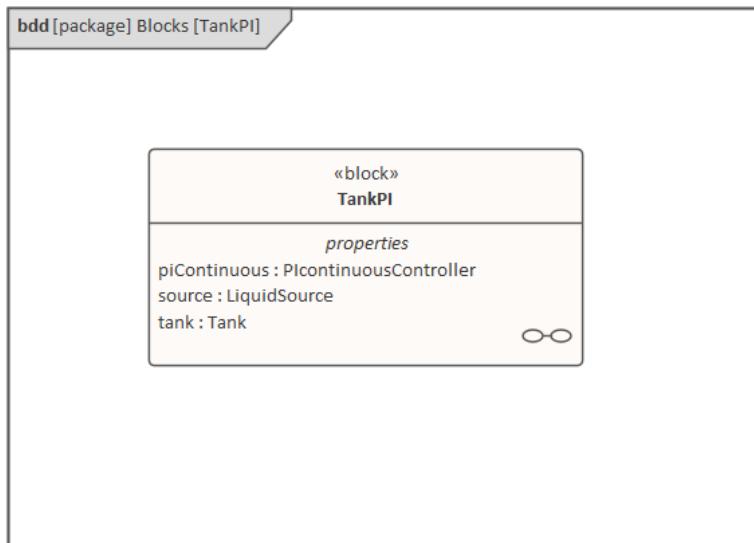 bdd [package] Blocks [TankPI]
«block»
TankPI
properties
piContinuous : PIcontinuousController
source : LiquidSource
tank : Tank